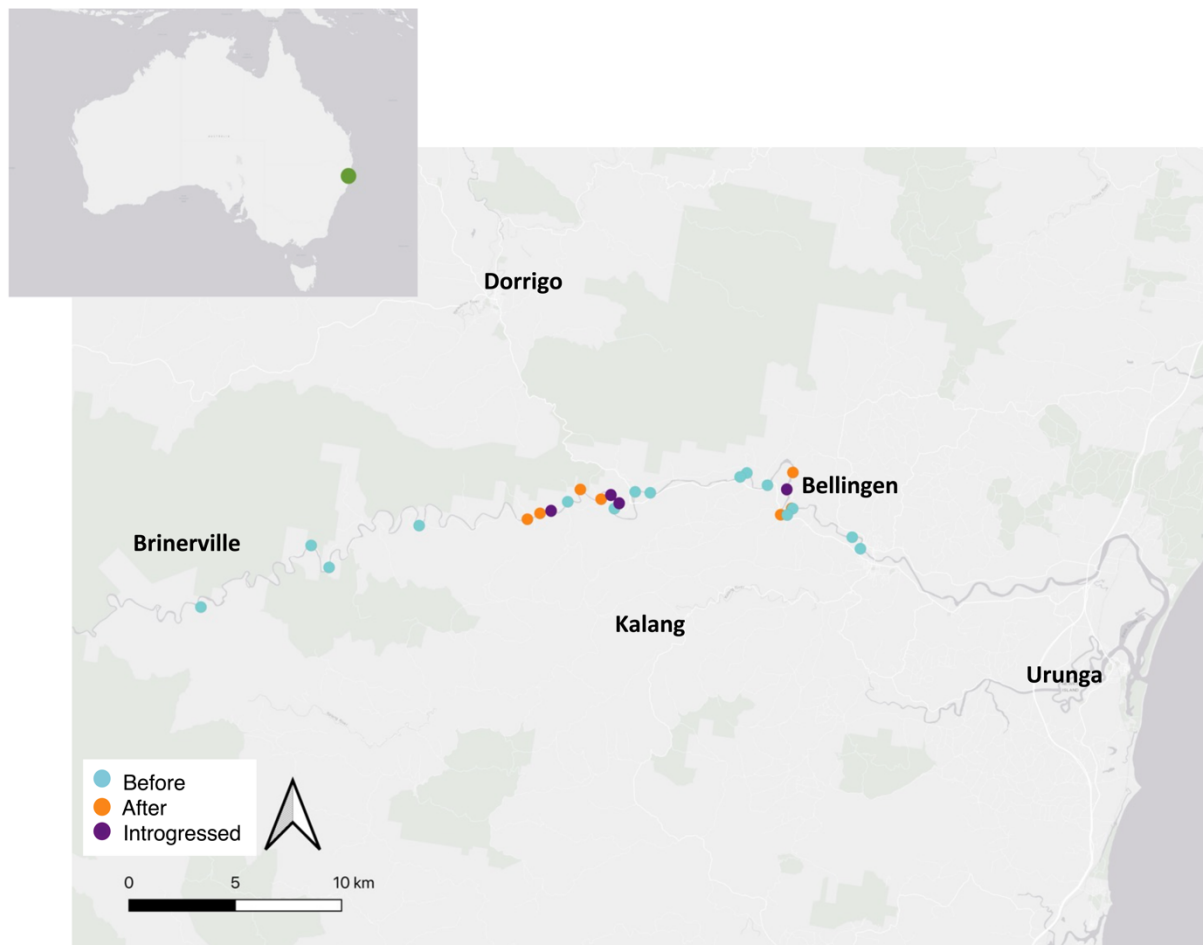 Dorrigo
Bellingen
Brinerville
Kalang
Urunga
Before
After
Introgressed
0 5 10 km